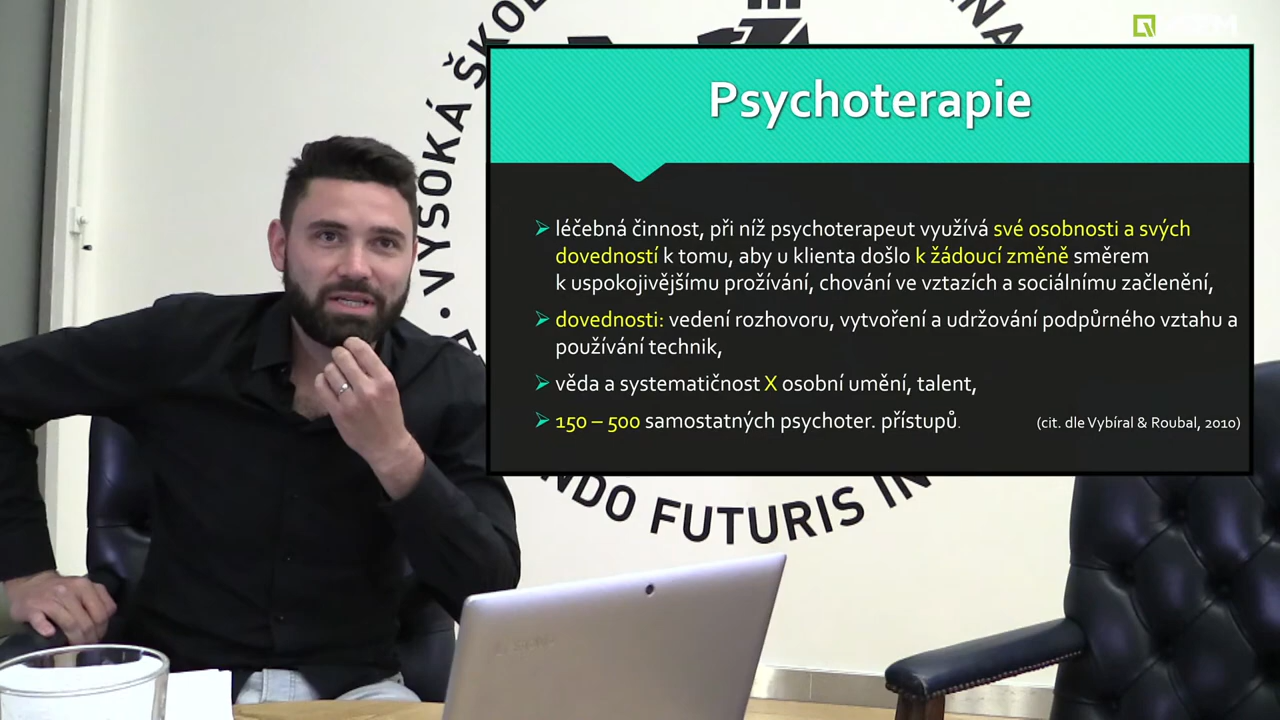 VYSOKÁ ŠKO
INA
Psychoterapie
léčebná činnost, při níž psychoterapeut využívá své osobnosti a svých
dovedností k tomu, aby u klienta došlo k žádoucí změně směrem
k uspokojivějšímu prožívání, chování ve vztazích a sociálnímu začlenění,
dovednosti: vedení rozhovoru, vytvoření a udržování podpůrného vztahu a
používání technik,
věda a systematičnost X osobní umění, talent,
150 – 500 samostatných psychoter. přístupů.
(cit. dle Vybíral & Roubal, 2010)
NDO FUTURIS IN